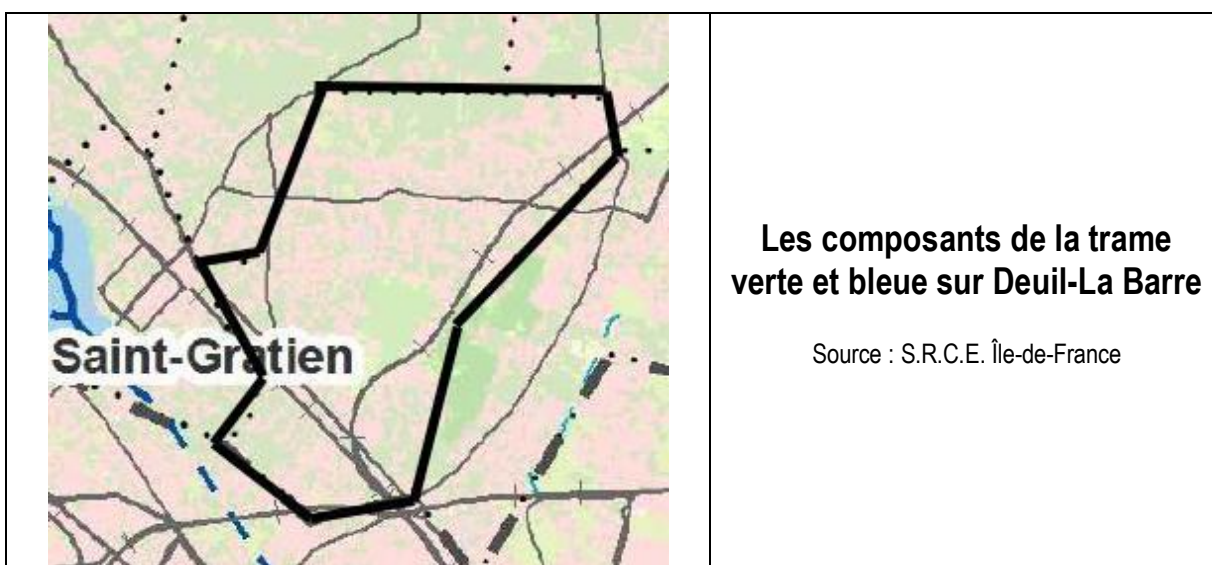 Saint-Gratien
Les composants de la trame
verte et bleue sur Deuil-La Barre
Source : S.R.C.E. Île-de-France